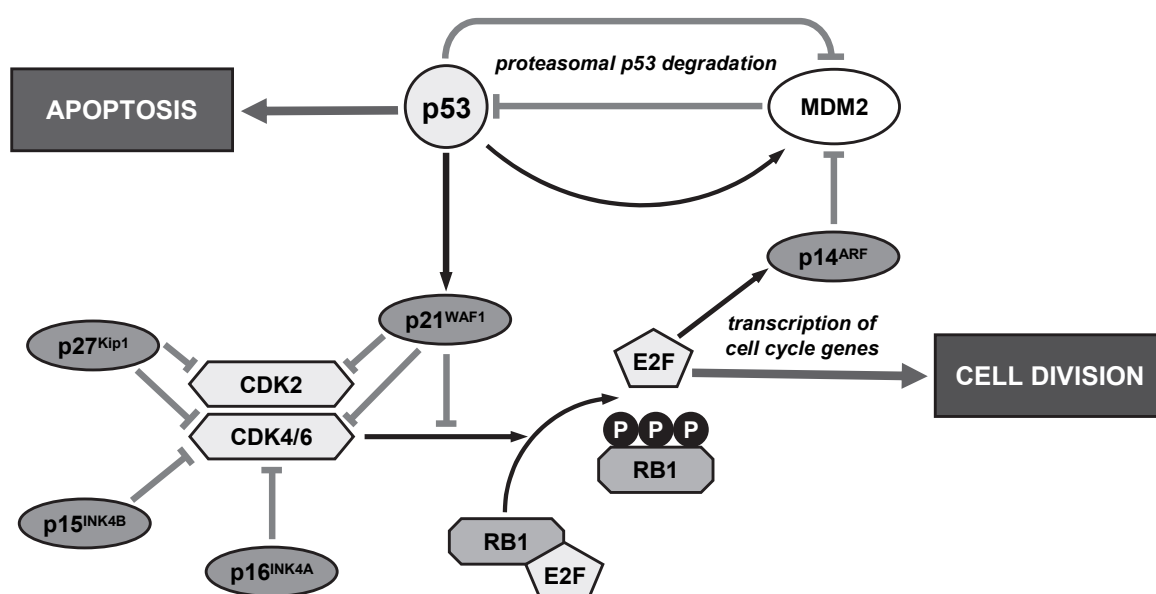 proteasomal p53 degradation
APOPTOSIS
p53
MDM2
p14ARF
p21WAF1
p27Kip1
transcription of
cell cycle genes
E2F
CDK2
CELL DIVISION
P P P
CDK4/6
RB1
p15INK4B
RB1
p16INK4A
E2F